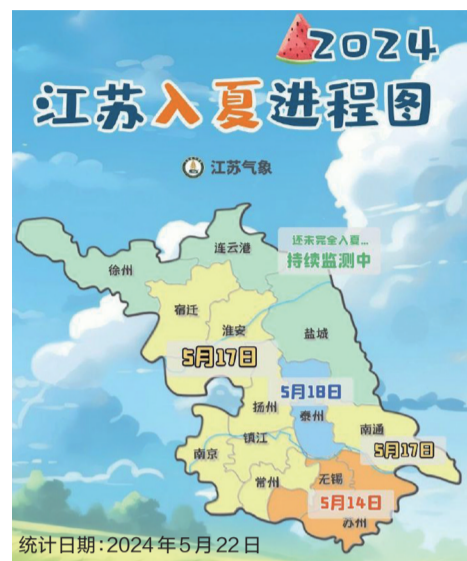 2024
江苏入夏进程图
江苏气象
还未完全入夏...
持续监测中
连云港
徐州
宿迁
淮安
盐城
5月17日
5月18日
扬州
泰州
南通
镇江
5月17日
南京
常州
无锡
5月14日
苏州
统计日期:2024年5月22日